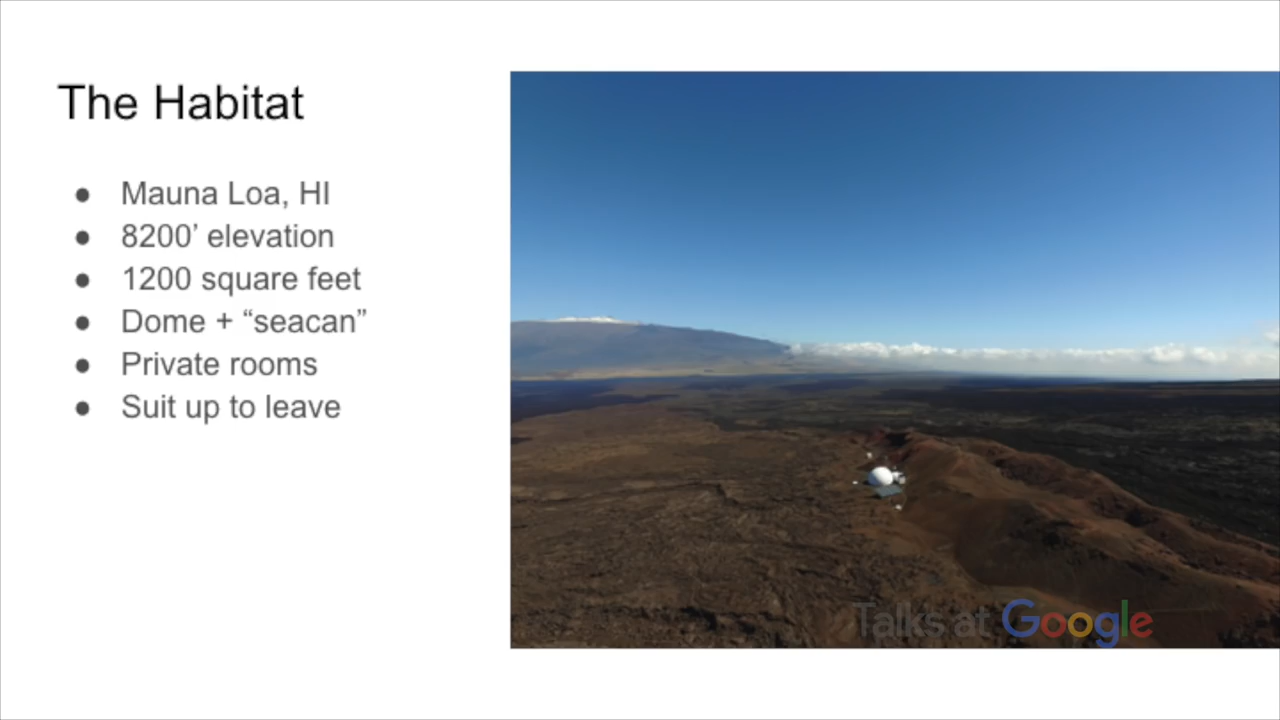 The Habitat
● Mauna Loa, HI
● 8200’ elevation
● 1200 square feet
● Dome + “seacan”
● Private rooms
● Suit up to leave
Talks at Google